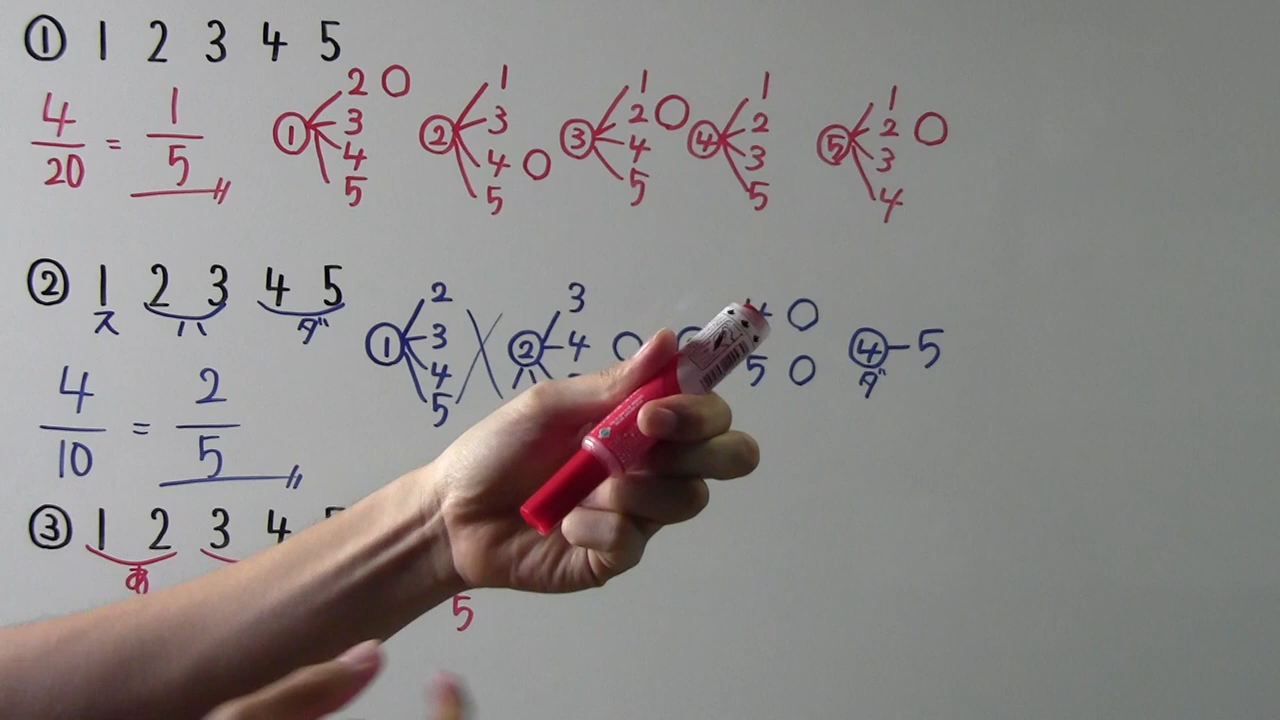 ① 1 2 3 4 5
4/20 = 1/5
① 2 ○ 3 4 5
② 1 3 4 ○ 5
③ 1 2 ○ 4 5
④ 1 2 3 5
⑤ 1 2 ○ 3 4
② 1 2 3 4 5
ス ハ ダ
4/10 = 2/5
① 2 3 4 5
② 3 4 ○
ハ
4 ○ 5 ○
④ 5
ダ
③ 1 2 3 4
あ
5